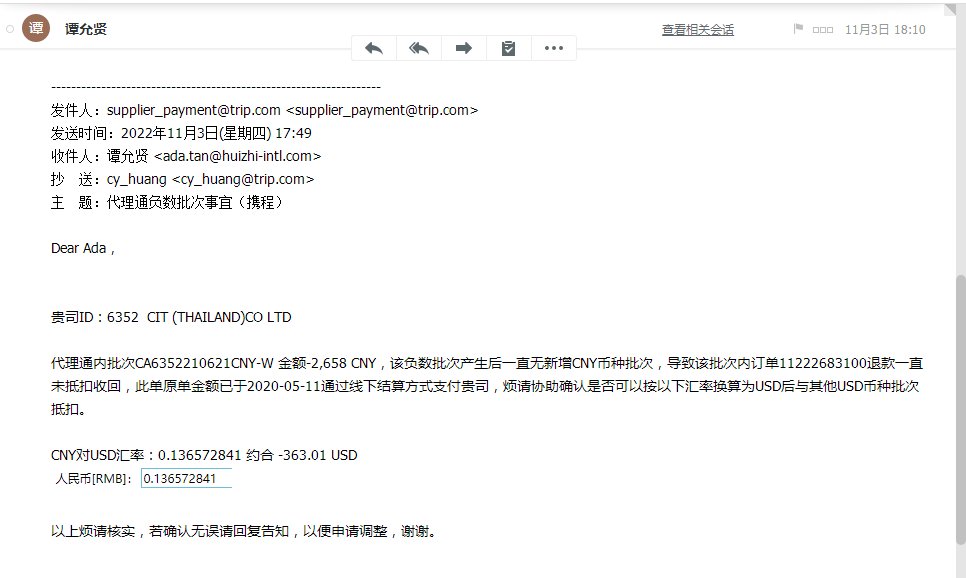 谭 谭允贤 查看相关会话 11月3日 18:10
------------------------------------------------------------------
发件人：supplier_payment@trip.com <supplier_payment@trip.com>
发送时间：2022年11月3日(星期四) 17:49
收件人：谭允贤 <ada.tan@huizhi-intl.com>
抄 送：cy_huang <cy_huang@trip.com>
主 题：代理通负数批次事宜（携程）
Dear Ada，
贵司ID：6352 CIT (THAILAND)CO LTD
代理通内批次CA6352210621CNY-W 金额-2,658 CNY，该负数批次产生后一直无新增CNY币种批次，导致该批次内订单11222683100退款一直
未抵扣收回，此单原单金额已于2020-05-11通过线下结算方式支付贵司，烦请协助确认是否可以按以下汇率换算为USD后与其他USD币种批次
抵扣。
CNY对USD汇率：0.136572841 约合 -363.01 USD
人民币[RMB]： 0.136572841
以上烦请核实，若确认无误请回复告知，以便申请调整，谢谢。